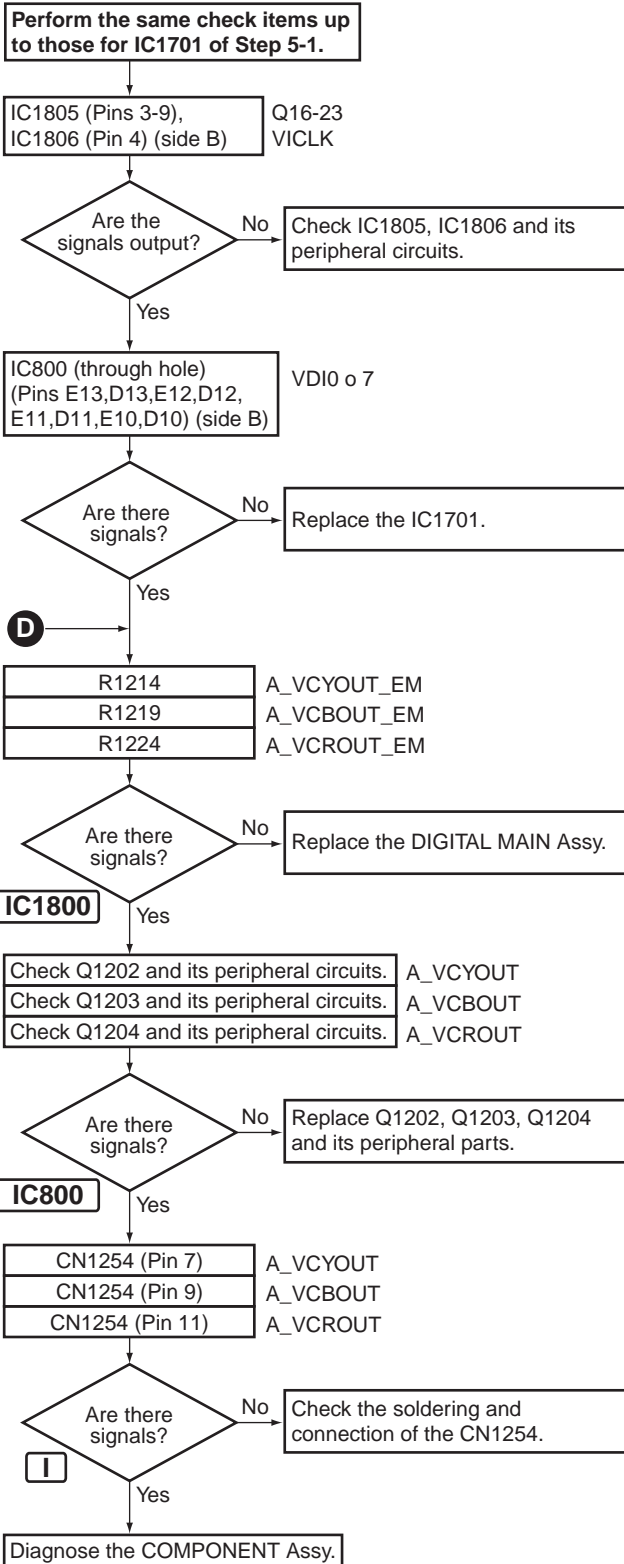 Perform the same check items up
to those for IC1701 of Step 5-1.
IC1805 (Pins 3-9),
IC1806 (Pin 4) (side B)
Q16-23
VICLK
Are the
signals output?
No
Check IC1805, IC1806 and its
peripheral circuits.
Yes
IC800 (through hole)
(Pins E13,D13,E12,D12,
E11,D11,E10,D10) (side B)
VDI0 o 7
Are there
signals?
No
Replace the IC1701.
Yes
D
R1214 A_VCYOUT_EM
R1219 A_VCBOUT_EM
R1224 A_VCROUT_EM
Are there
signals?
No
Replace the DIGITAL MAIN Assy.
IC1800
Yes
Check Q1202 and its peripheral circuits. A_VCYOUT
Check Q1203 and its peripheral circuits. A_VCBOUT
Check Q1204 and its peripheral circuits. A_VCROUT
Are there
signals?
No
Replace Q1202, Q1203, Q1204
and its peripheral parts.
IC800
Yes
CN1254 (Pin 7) A_VCYOUT
CN1254 (Pin 9) A_VCBOUT
CN1254 (Pin 11) A_VCROUT
Are there
signals?
No
Check the soldering and
connection of the CN1254.
I
Yes
Diagnose the COMPONENT Assy.